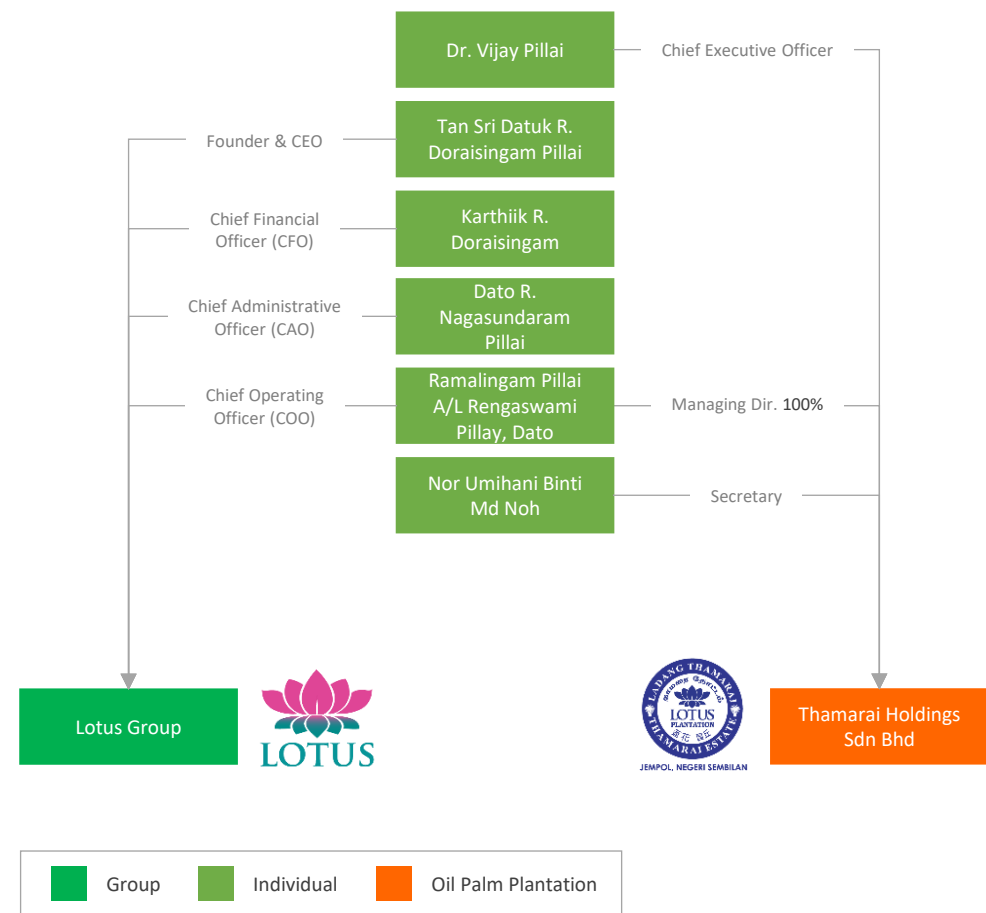 Dr. Vijay Pillai
Chief Executive Officer
Founder & CEO
Tan Sri Datuk R.
Doraisingam Pillai
Chief Financial
Officer (CFO)
Karthiik R.
Doraisingam
Chief Administrative
Officer (CAO)
Dato R.
Nagasundaram
Pillai
Chief Operating
Officer (COO)
Ramalingam Pillai
A/L Rengaswami
Pillay, Dato
Managing Dir. 100%
Nor Umihani Binti
Md Noh
Secretary
Lotus Group
LOTUS
LADANG THAMARAI
தாமரை தோட்டம்
LOTUS
PLANTATION
THAMARAI ESTATE
JEMPOL, NEGERI SEMBILAN
Thamarai Holdings
Sdn Bhd
Group
Individual
Oil Palm Plantation